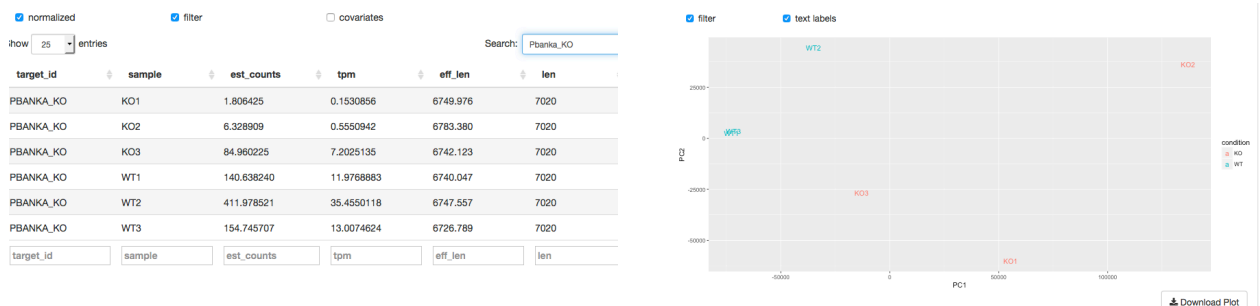 normalized filter covariates
Show 25 entries Search: Pbanka_KO
target_id sample est_counts tpm eff_len len
PBANKA_KO KO1 1.806425 0.1530856 6749.976 7020
PBANKA_KO KO2 6.328909 0.5550942 6783.380 7020
PBANKA_KO KO3 84.960225 7.2025135 6742.123 7020
PBANKA_KO WT1 140.638240 11.9768883 6740.047 7020
PBANKA_KO WT2 411.978521 35.4550118 6747.557 7020
PBANKA_KO WT3 154.745707 13.0074624 6726.789 7020
target_id sample est_counts tpm eff_len len
filter text labels
WT2
KO2
25000
WT3
WT1
0
PC2
condition
KO
WT
-25000
KO3
-50000
KO1
-50000 0 50000 100000
PC1
Download Plot